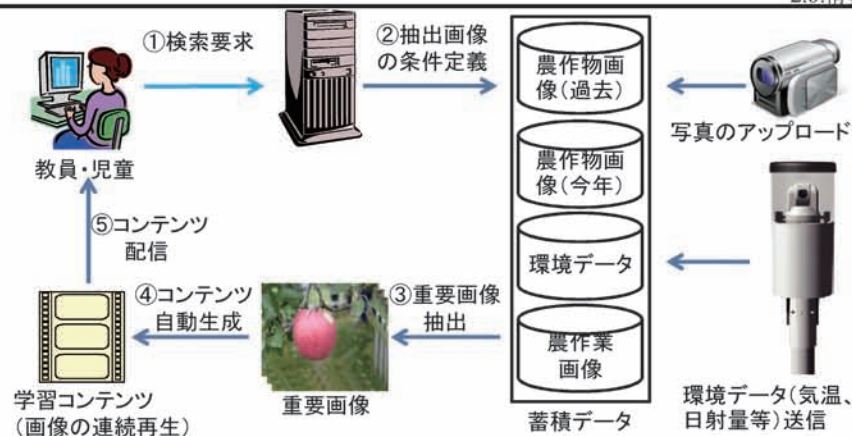 ①検索要求
②抽出画像
の条件定義
農作物画
像(過去)
写真のアップロード
教員・児童
農作物画
像(今年)
⑤コンテンツ
配信
環境データ
④コンテンツ
自動生成
③重要画像
抽出
農作業
画像
学習コンテンツ
(画像の連続再生)
重要画像
蓄積データ
環境データ(気温、
日射量等)送信